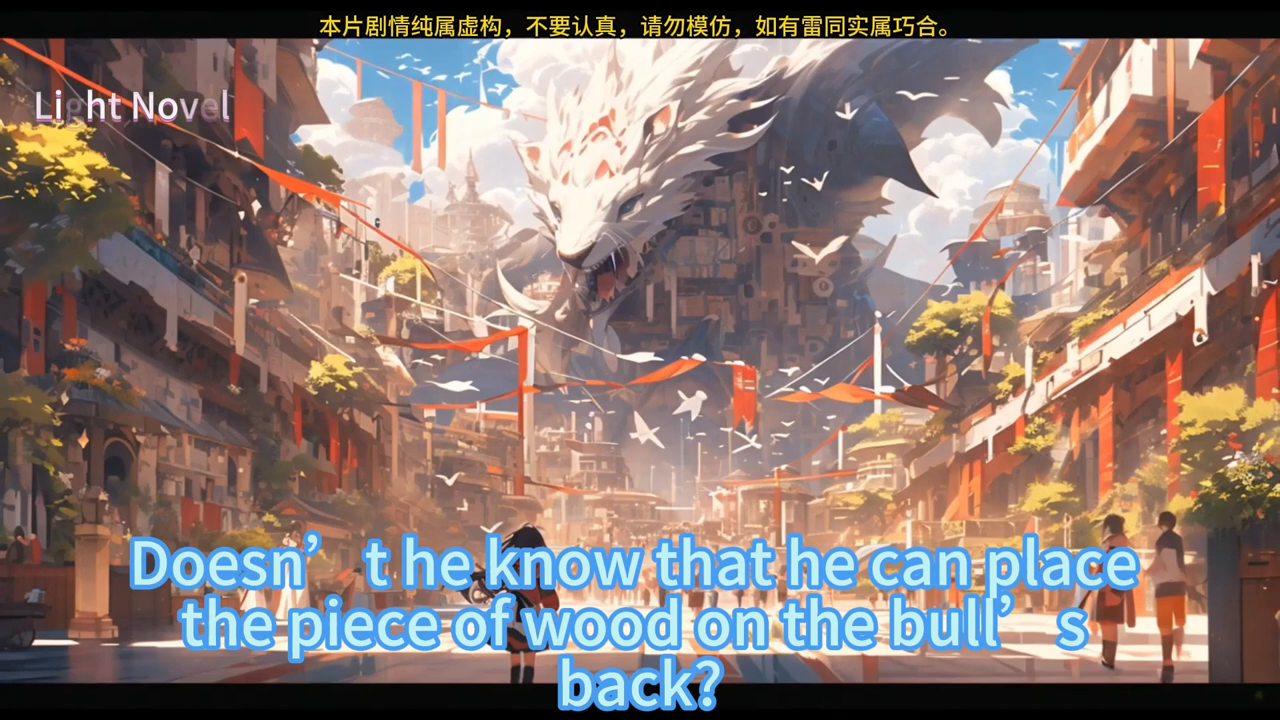 本片剧情纯属虚构，不要认真，请勿模仿，如有雷同实属巧合。
Light Novel
Doesn’t he know that he can place
the piece of wood on the bull’s
back?